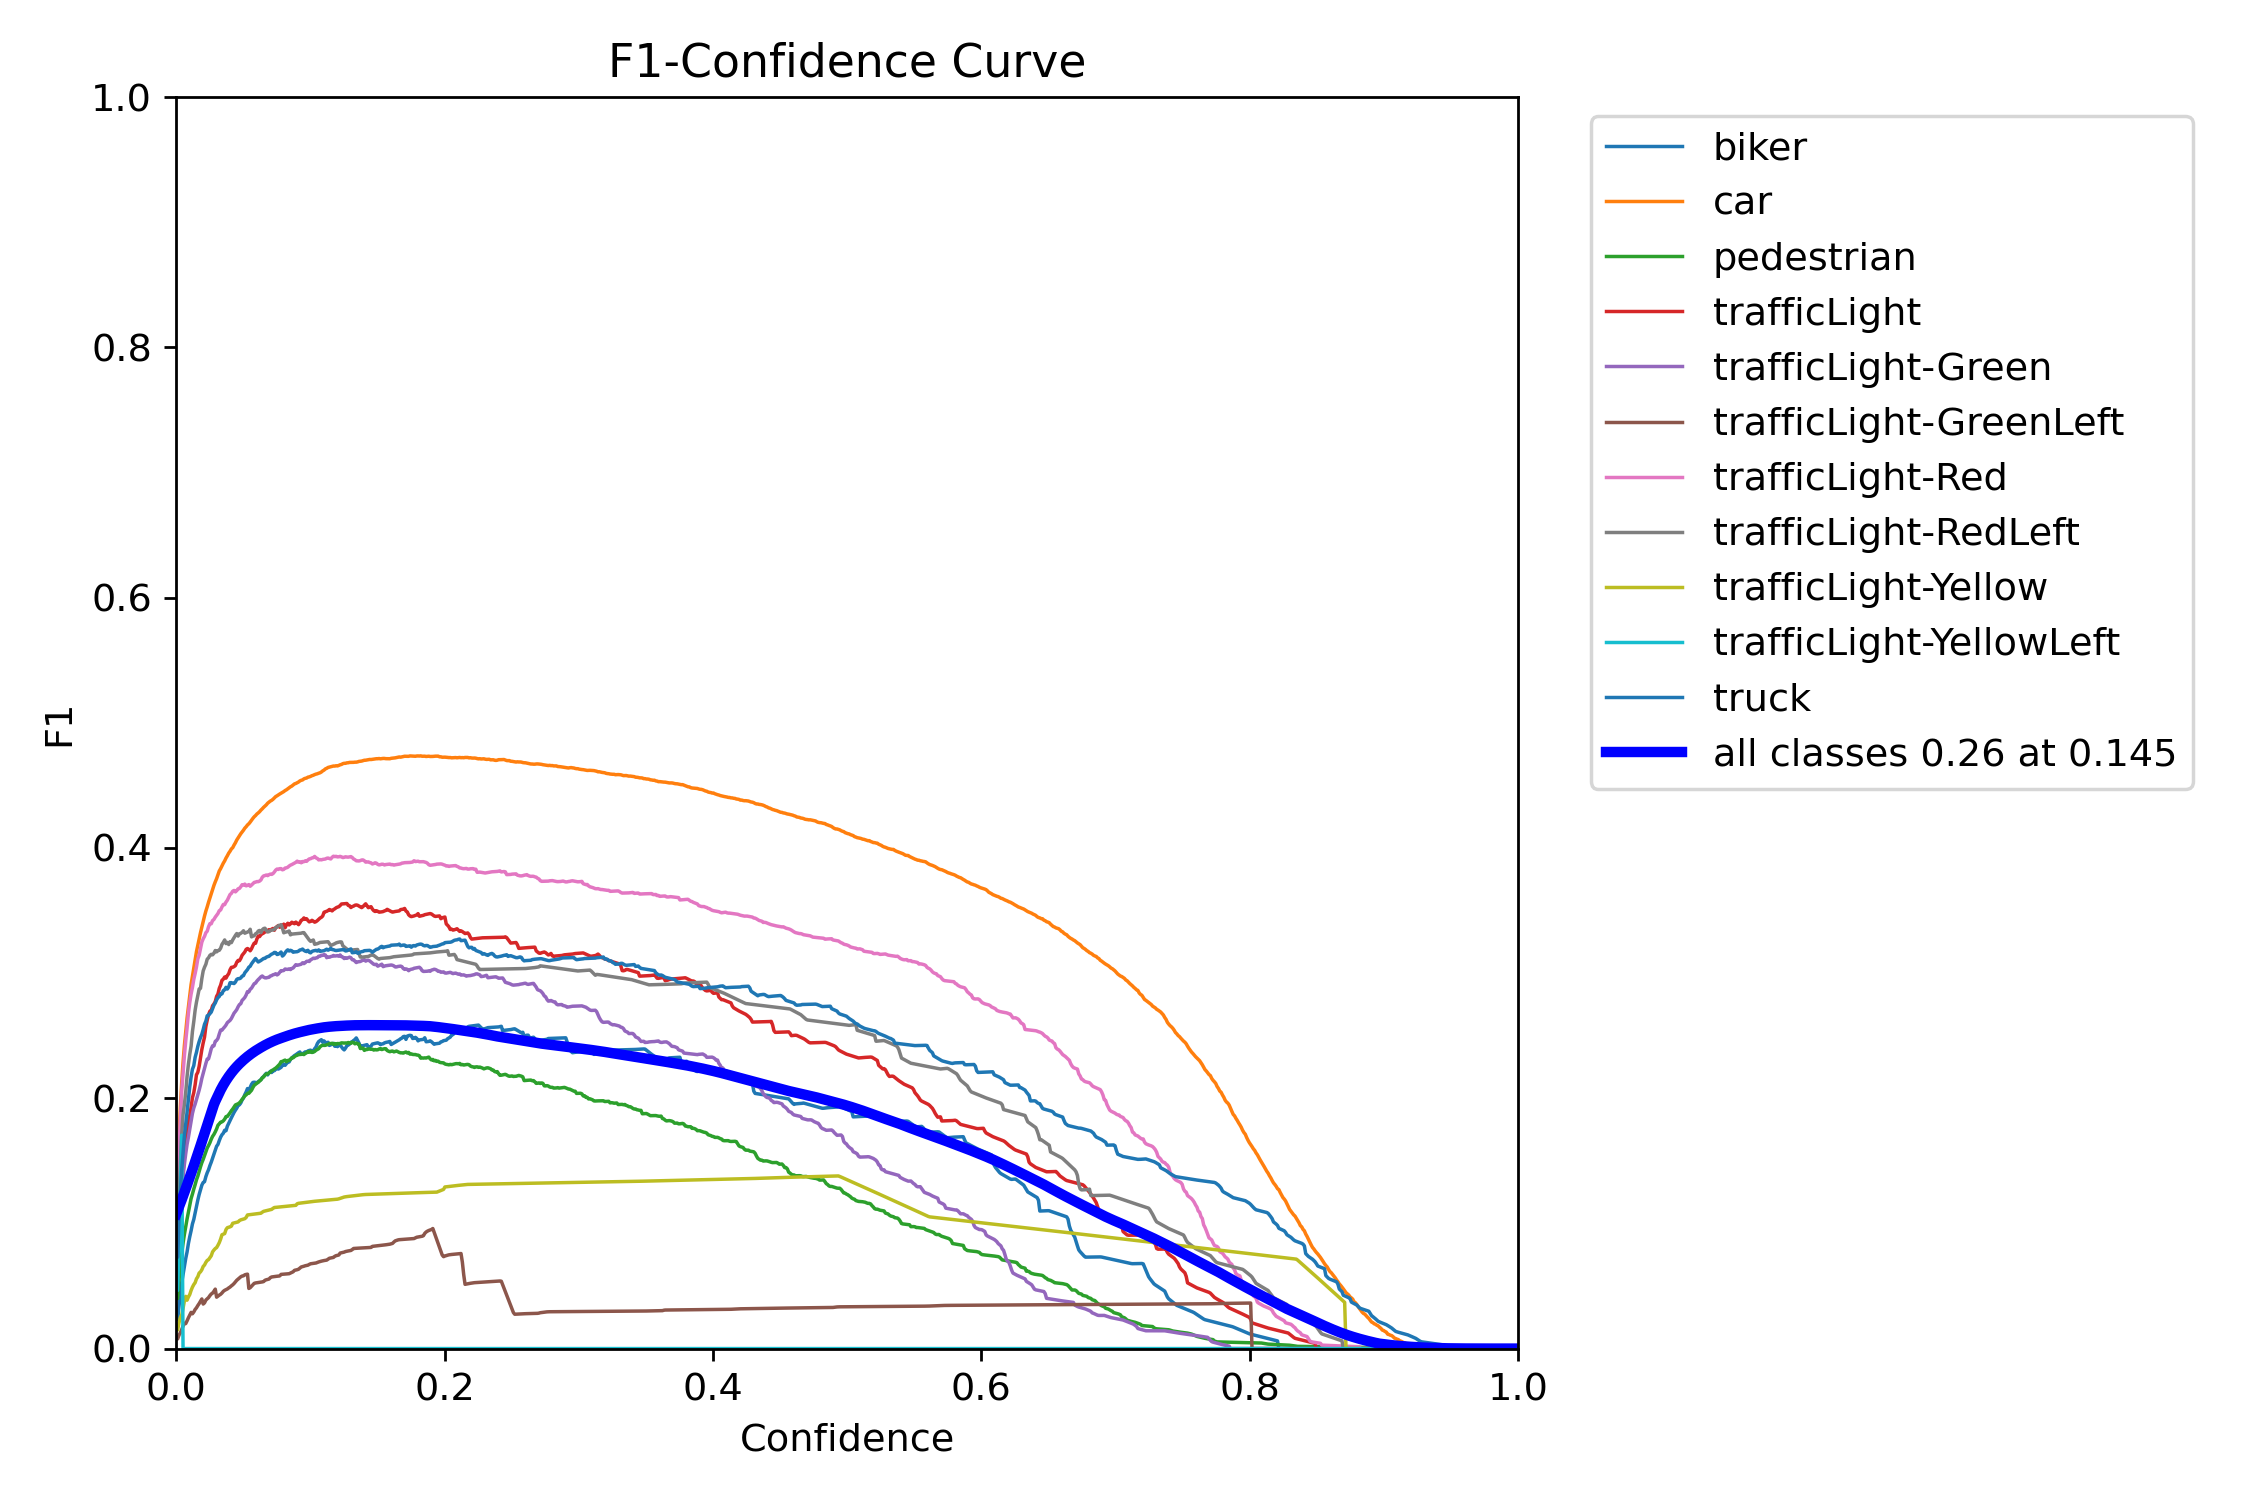 F1-Confidence Curve
1.0
0.8
0.6
0.4
0.2
0.0
F1
0.0 0.2 0.4 0.6 0.8 1.0
Confidence
biker
car
pedestrian
trafficLight
trafficLight-Green
trafficLight-GreenLeft
trafficLight-Red
trafficLight-RedLeft
trafficLight-Yellow
trafficLight-YellowLeft
truck
all classes 0.26 at 0.145